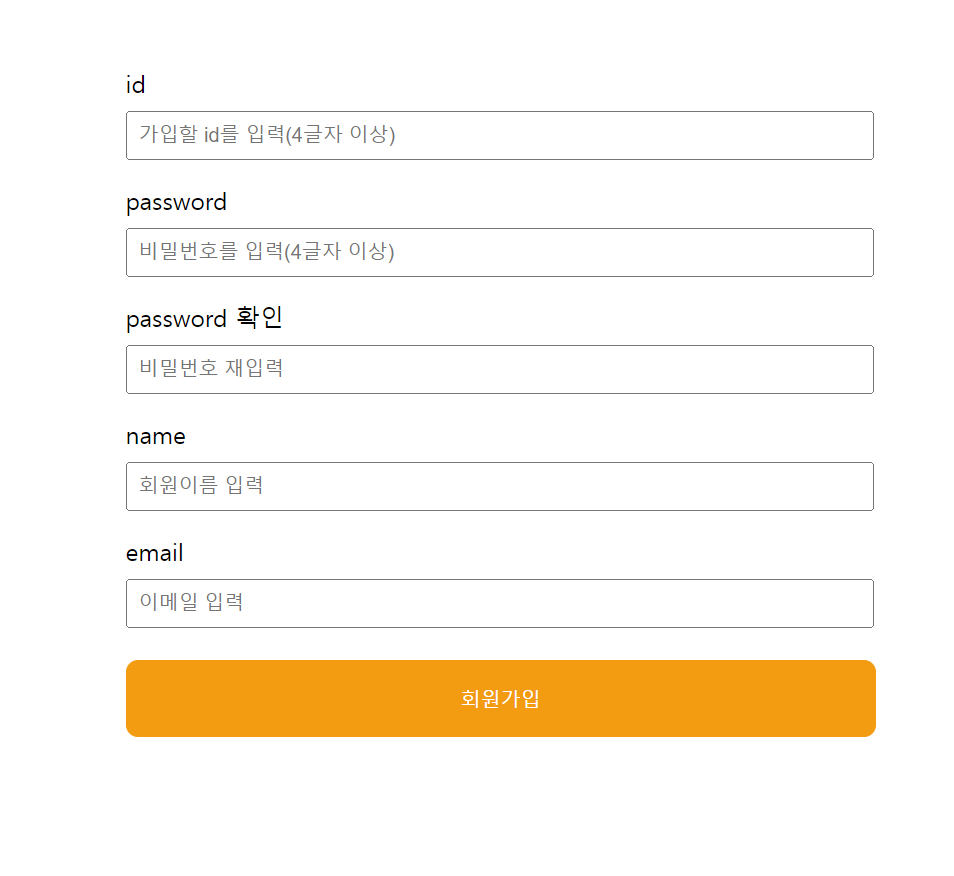 id
가입할 id를 입력(4글자 이상)
password
비밀번호를 입력(4글자 이상)
password 확인
비밀번호 재입력
name
회원이름 입력
email
이메일 입력
회원가입